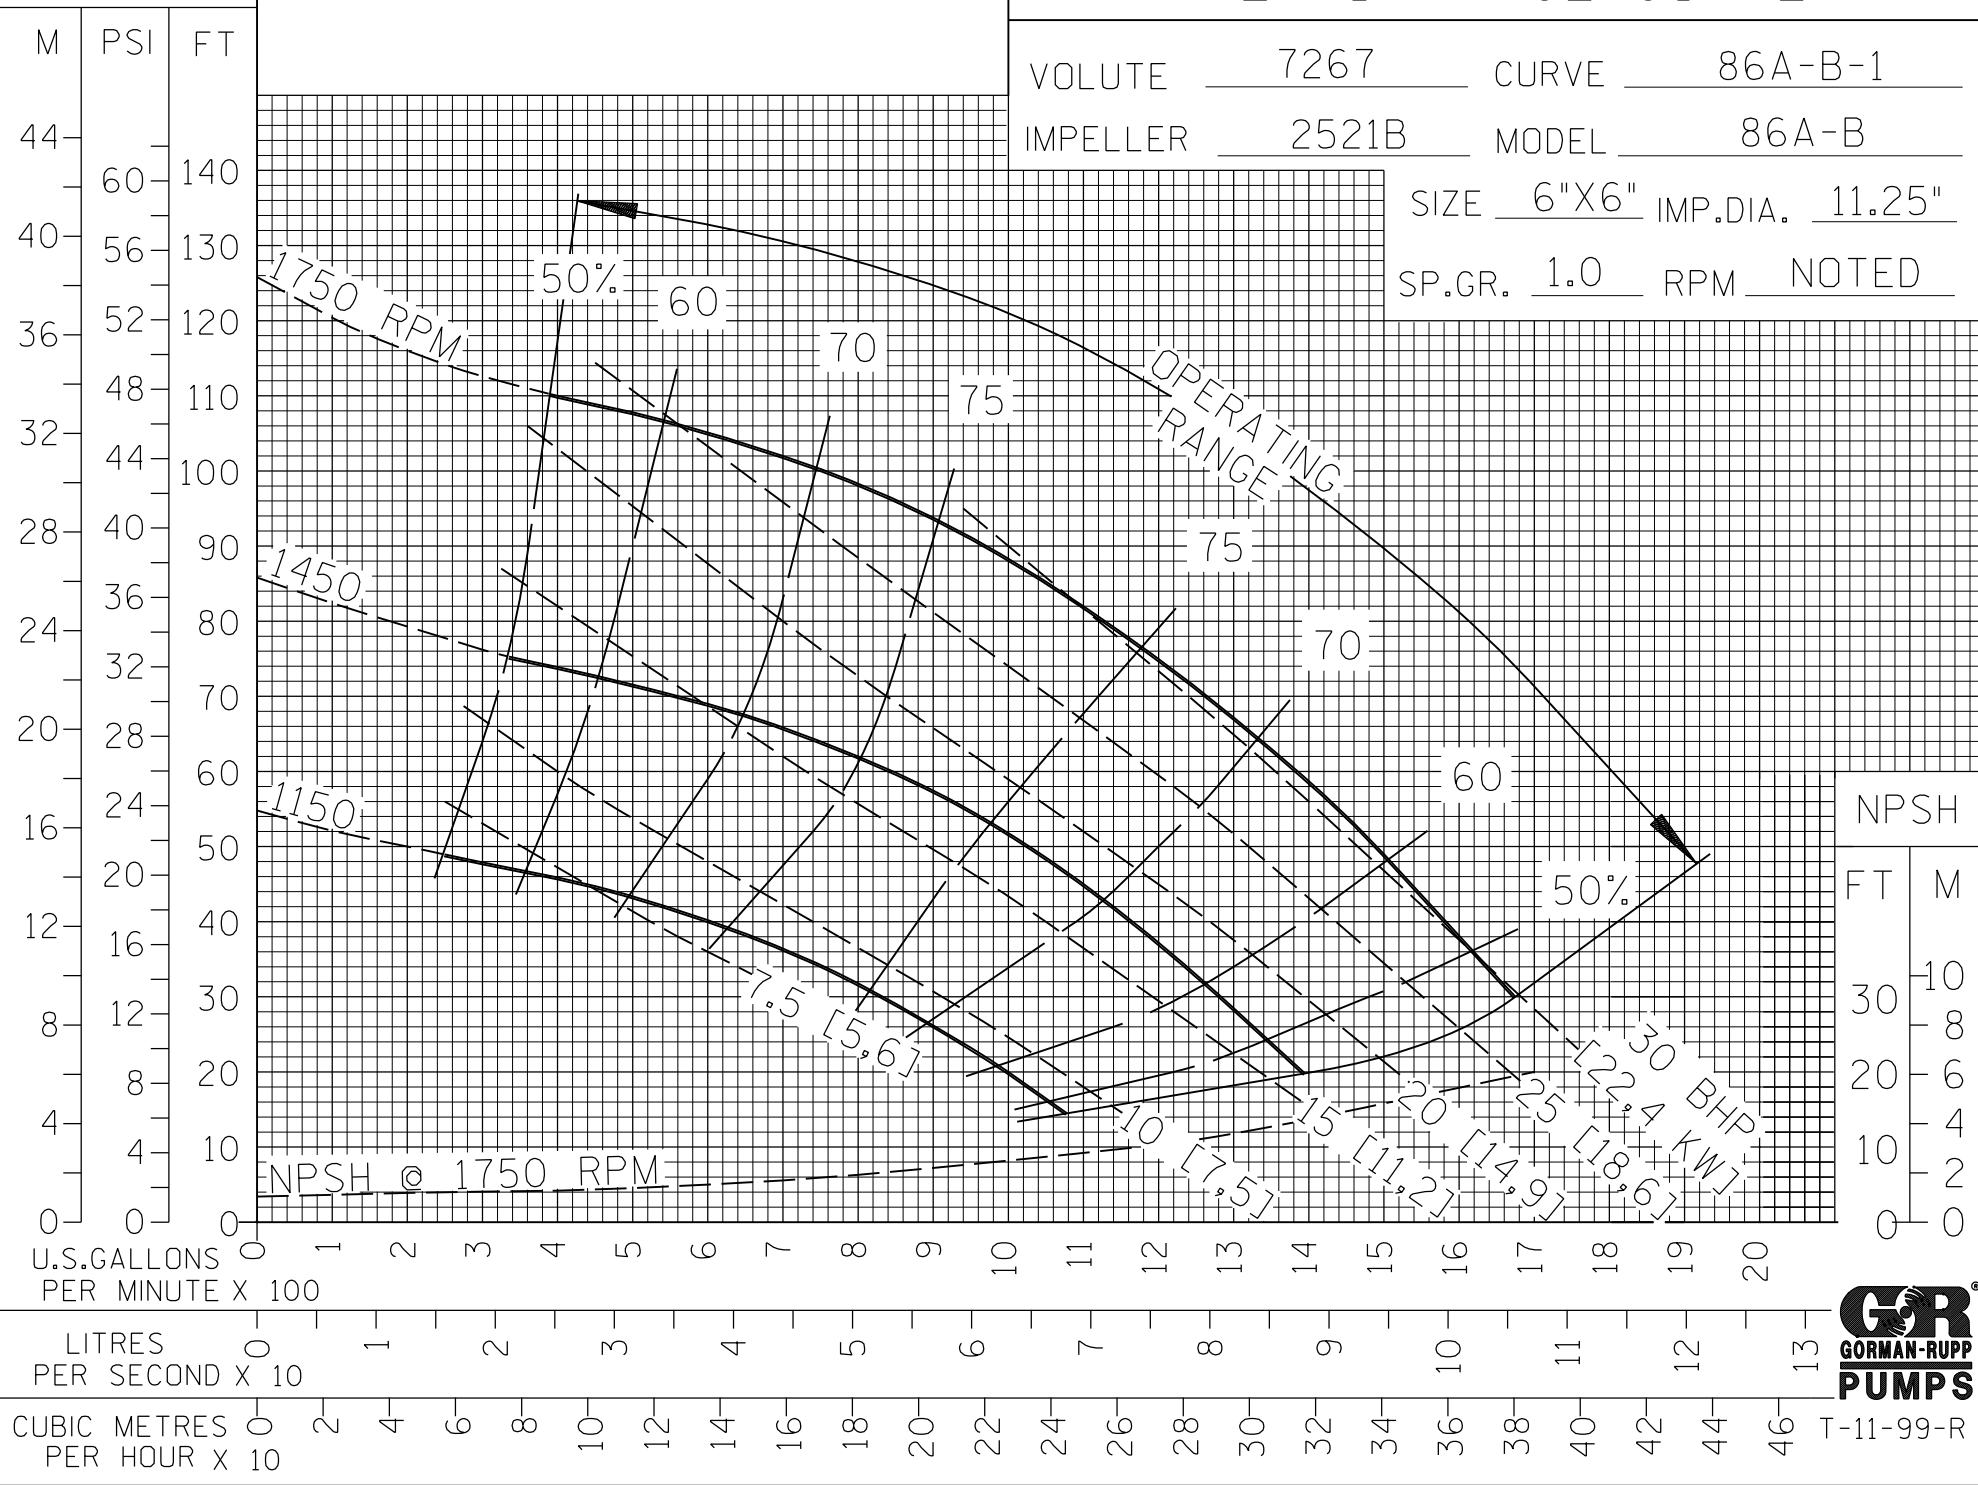 M PSI FT
VOLUTE 7267 CURVE 86A-B-1
IMPELLER 2521B MODEL 86A-B
SIZE 6"X6" IMP.DIA. 11.25"
SP.GR. 1.0 RPM NOTED
44
40
36
32
28
24
20
16
12
8
4
0
60
56
52
48
44
40
36
32
28
24
20
16
12
8
4
0
140
130
120
110
100
90
80
70
60
50
40
30
20
10
0
1750 RPM
1450
1150
50%
60
70
75
OPERATING
RANGE
75
70
60
50%
7.5 [5,6]
10 [7,5]
15 [11,2]
20 [14,9]
25 [18,6]
30 BHP
[22,4 KW]
NPSH @ 1750 RPM
NPSH
FT M
30
20
10
0
10
8
6
4
2
0
U.S.GALLONS
PER MINUTE X 100
0 1 2 3 4 5 6 7 8 9 10 11 12 13 14 15 16 17 18 19 20
LITRES
PER SECOND X 10
0 1 2 3 4 5 6 7 8 9 10 11 12 13
CUBIC METRES
PER HOUR X 10
0 2 4 6 8 10 12 14 16 18 20 22 24 26 28 30 32 34 36 38 40 42 44 46
GR®
GORMAN-RUPP
PUMPS
T-11-99-R